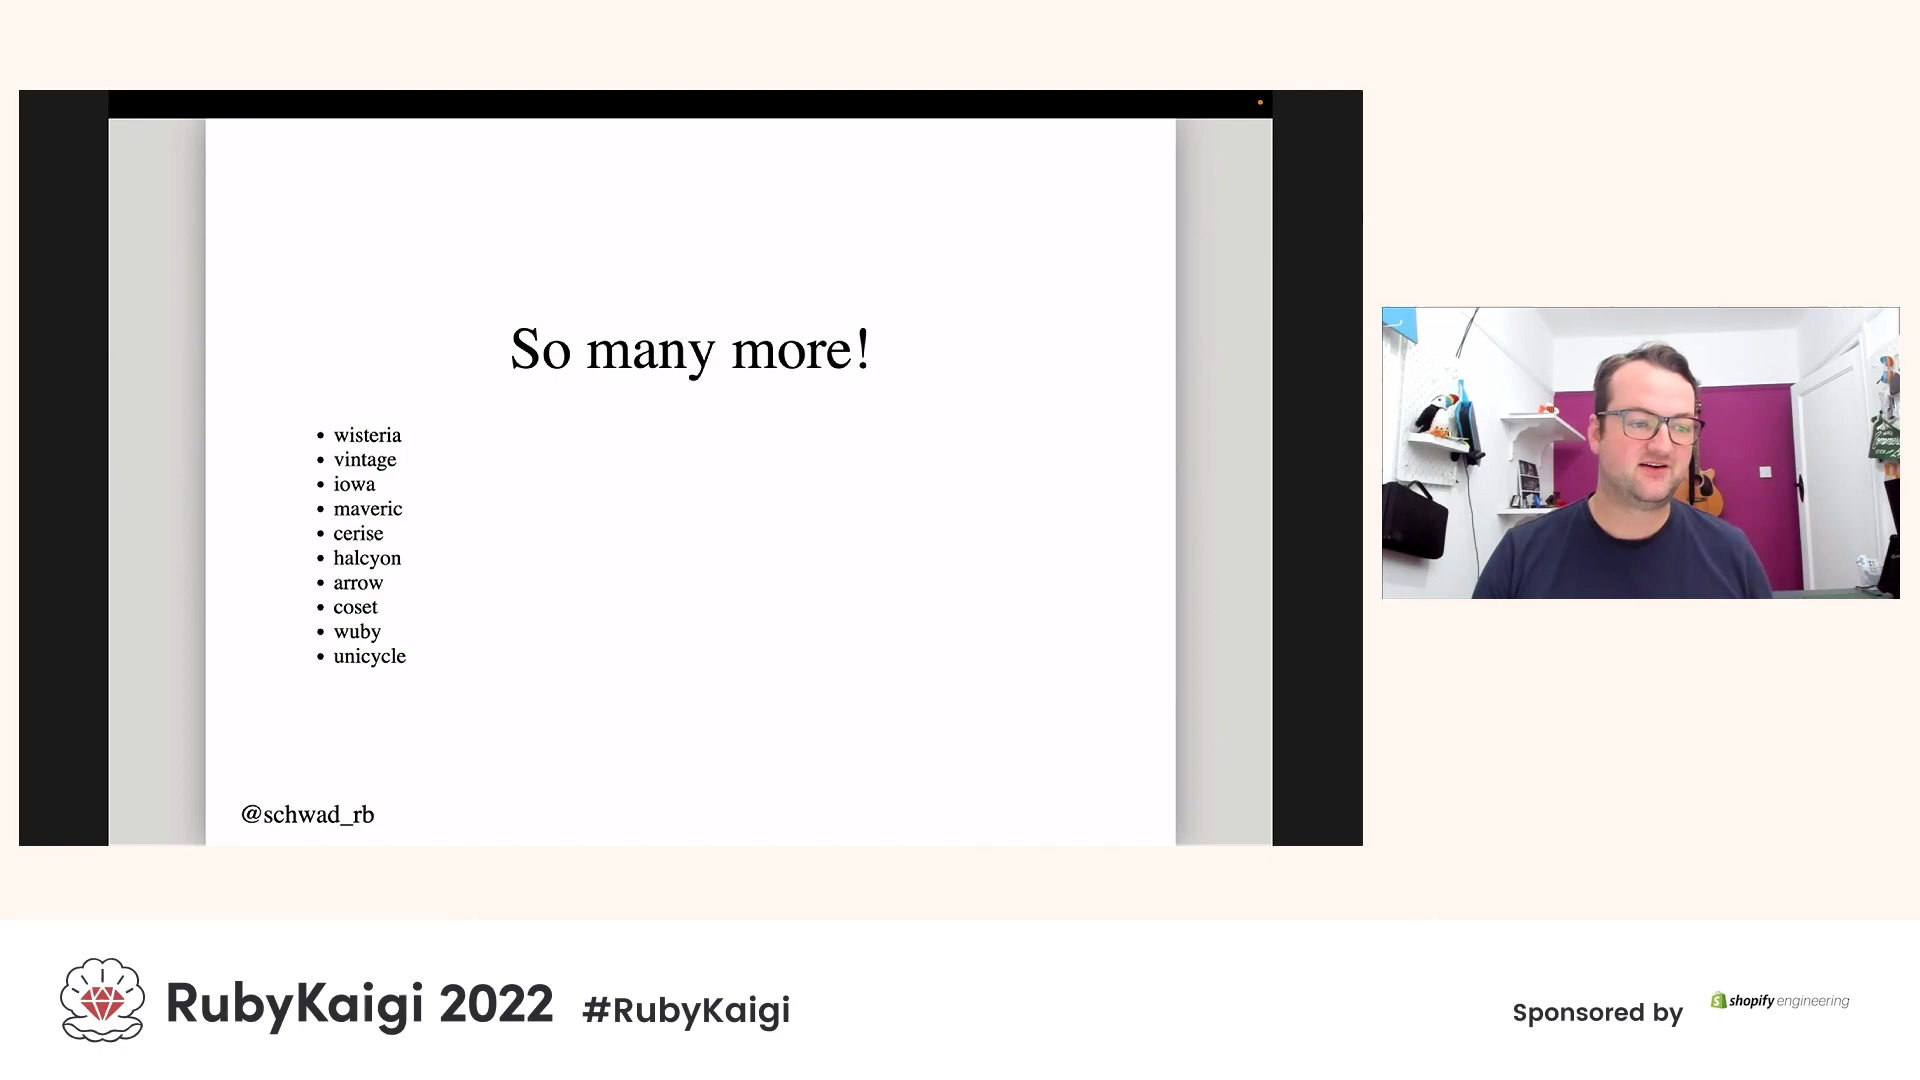 So many more!
wisteria
vintage
iowa
maveric
cerise
halcyon
arrow
coset
wuby
unicycle
@schwad_rb
RubyKaigi 2022 #RubyKaigi
Sponsored by shopify engineering